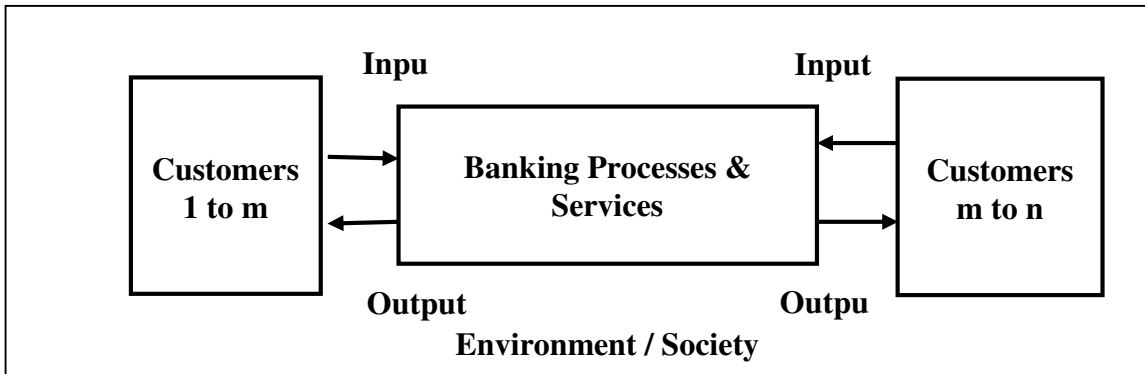 Inpu
Input
Customers
1 to m
Banking Processes &
Services
Customers
m to n
Output
Outpu
Environment / Society